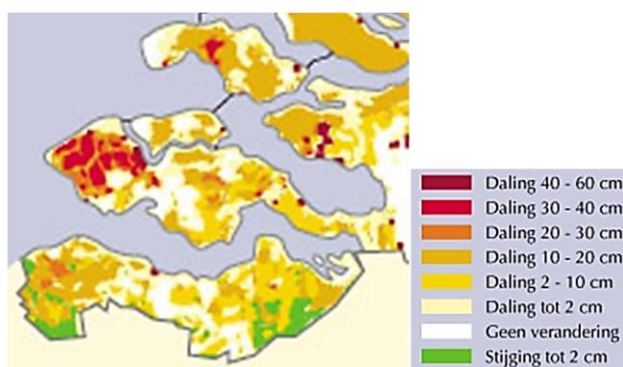 Daling 40 - 60 cm
Daling 30 - 40 cm
Daling 20 - 30 cm
Daling 10 - 20 cm
Daling 2 - 10 cm
Daling tot 2 cm
Geen verandering
Stijging tot 2 cm